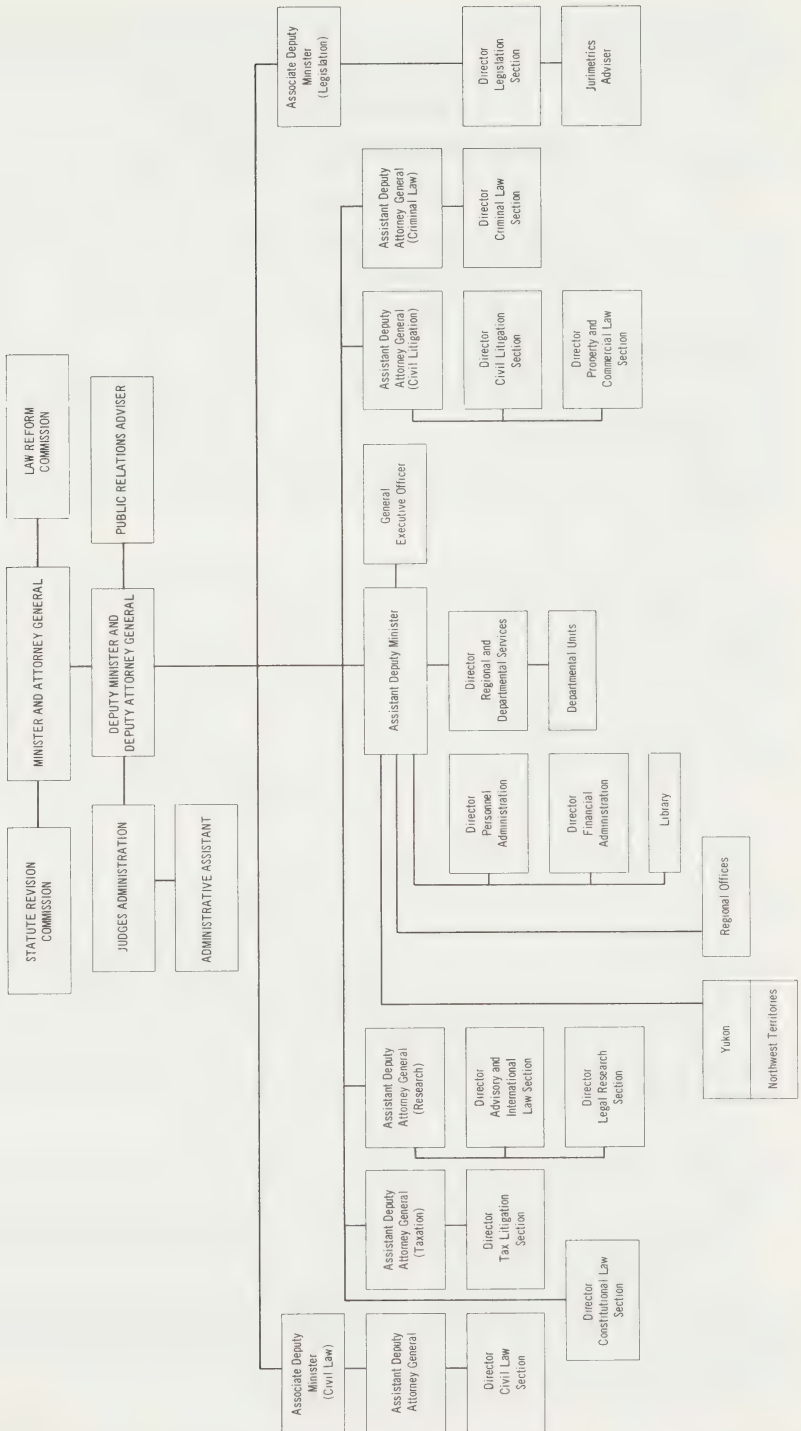 STATUTE REVISION
COMMISSION
MINISTER AND ATTORNEY GENERAL
LAW REFORM
COMMISSION
JUDGES ADMINISTRATION
DEPUTY MINISTER AND
DEPUTY ATTORNEY GENERAL
PUBLIC RELATIONS ADVISER
ADMINISTRATIVE ASSISTANT
Associate Deputy
Minister
(Civil Law)
Associate Deputy
Minister
(Legislation)
Assistant Deputy
Attorney General
Assistant Deputy
Attorney General
(Taxation)
Assistant Deputy
Attorney General
(Research)
Assistant Deputy Minister
General
Executive Officer
Assistant Deputy
Attorney General
(Civil Litigation)
Assistant Deputy
Attorney General
(Criminal Law)
Director
Civil Law
Section
Director
Tax Litigation
Section
Director
Advisory and
International
Law Section
Director
Personnel
Administration
Director
Regional and
Departmental Services
Director
Civil Litigation
Section
Director
Criminal Law
Section
Director
Legislation
Section
Director
Constitutional Law
Section
Director
Legal Research
Section
Director
Financial
Administration
Departmental Units
Director
Property and
Commercial Law
Section
Jurimetrics
Adviser
Library
Yukon
Northwest Territories
Regional Offices